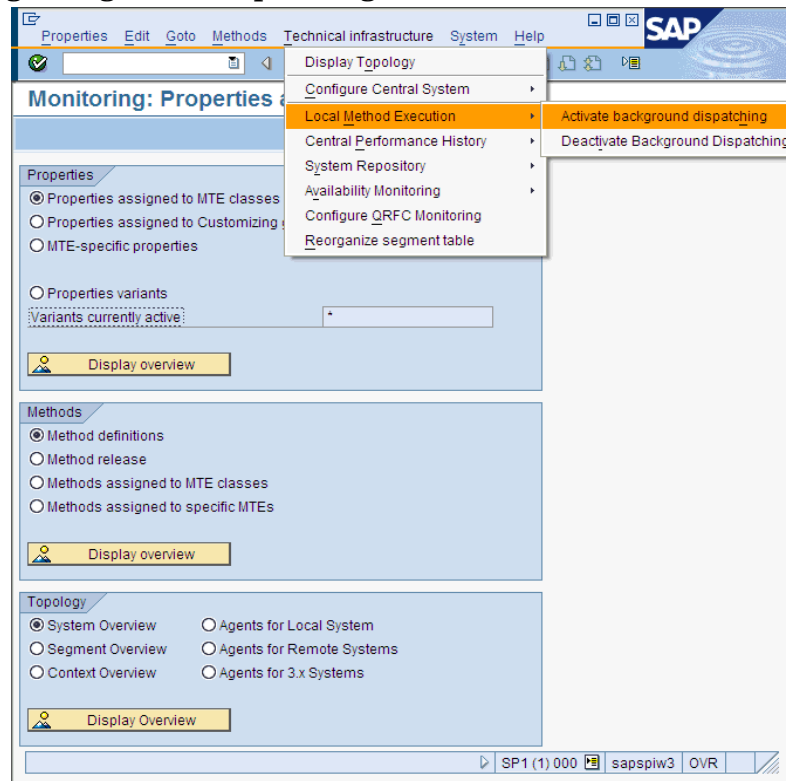 Properties Edit Goto Methods Technical infrastructure System Help
SAP
Display Topology
Monitoring: Properties
Configure Central System
Local Method Execution
Activate background dispatching
Central Performance History
Deactivate Background Dispatching
System Repository
Availability Monitoring
Configure QRFC Monitoring
Reorganize segment table
Properties
Properties assigned to MTE classes
Properties assigned to Customizing
MTE-specific properties
Properties variants
Variants currently active *
Display overview
Methods
Method definitions
Method release
Methods assigned to MTE classes
Methods assigned to specific MTEs
Display overview
Topology
System Overview Agents for Local System
Segment Overview Agents for Remote Systems
Context Overview Agents for 3.x Systems
Display Overview
SP1 (1) 000 sapspiw3 OVR